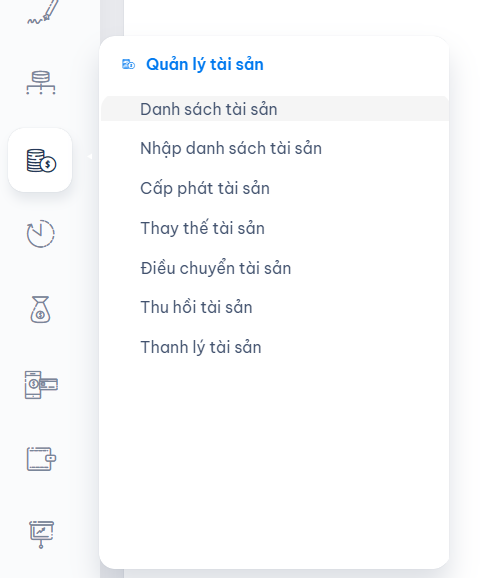 Quản lý tài sản
Danh sách tài sản
Nhập danh sách tài sản
Cấp phát tài sản
Thay thế tài sản
Điều chuyển tài sản
Thu hồi tài sản
Thanh lý tài sản